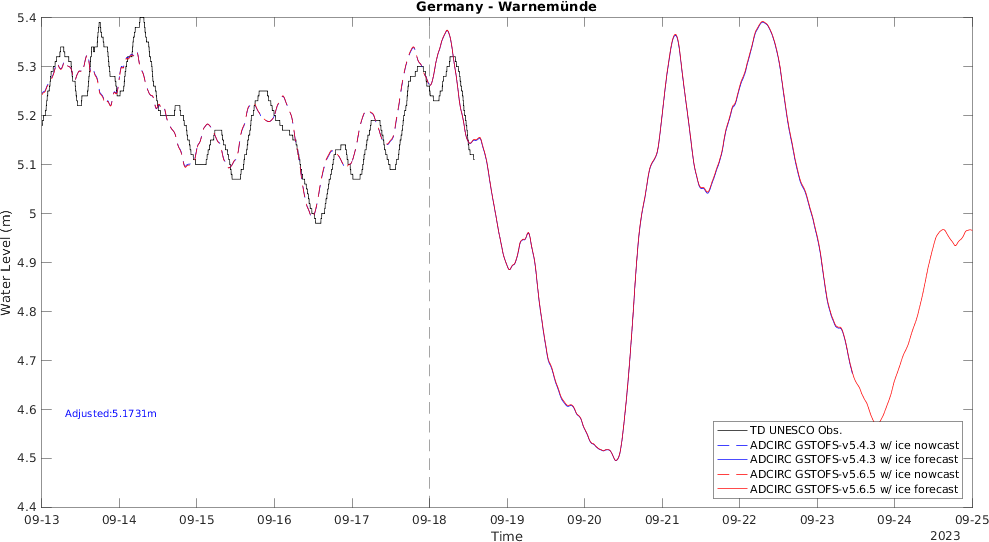 Germany - Warnemünde
Water Level (m)
5.4
5.3
5.2
5.1
5
4.9
4.8
4.7
4.6
4.5
4.4
Adjusted:5.1731m
TD UNESCO Obs.
ADCIRC GSTOFS-v5.4.3 w/ ice nowcast
ADCIRC GSTOFS-v5.4.3 w/ ice forecast
ADCIRC GSTOFS-v5.6.5 w/ ice nowcast
ADCIRC GSTOFS-v5.6.5 w/ ice forecast
09-13 09-14 09-15 09-16 09-17 09-18 09-19 09-20 09-21 09-22 09-23 09-24 09-25
Time
2023